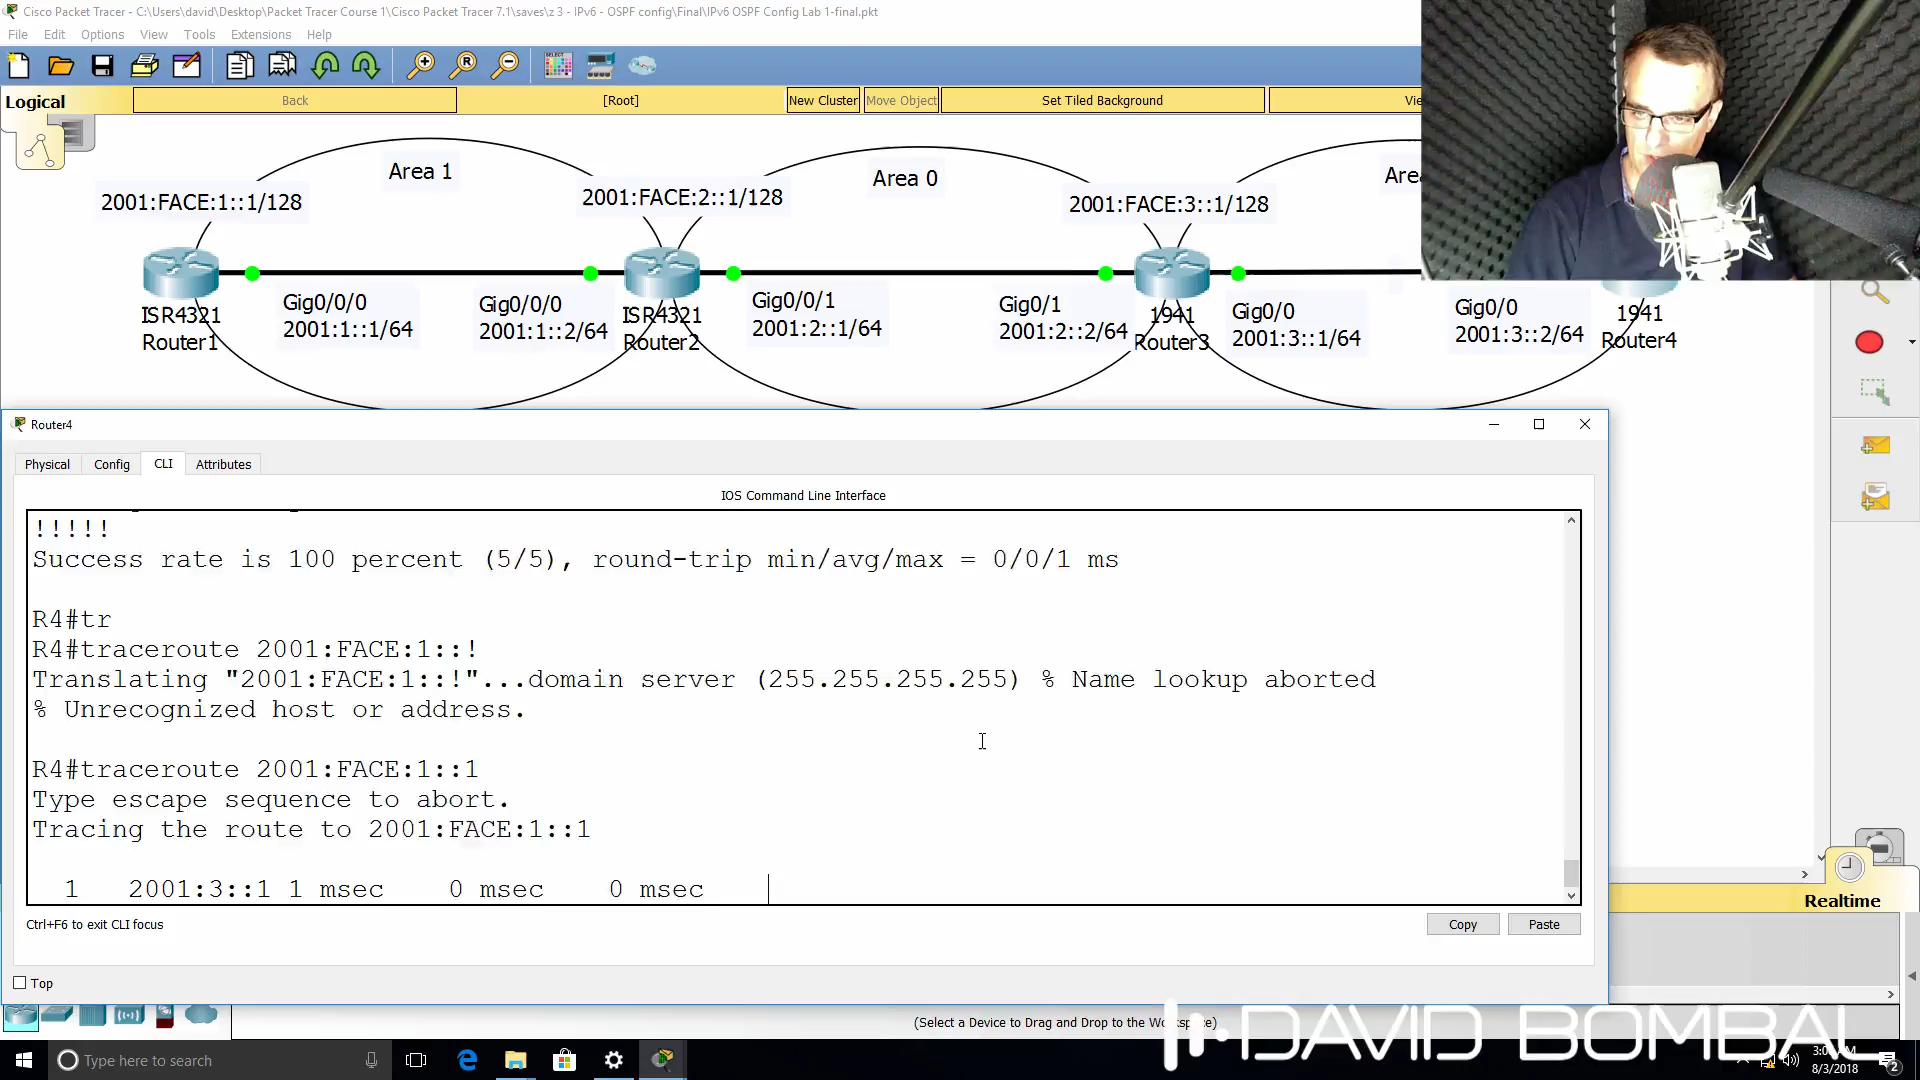 Cisco Packet Tracer - C:\Users\david\Desktop\Packet Tracer Course 1\Cisco Packet Tracer 7.1\saves\z 3 - IPv6 - OSPF config\Final\IPv6 OSPF Config Lab 1-final.pkt
File Edit Options View Tools Extensions Help
Logical Back [Root] New Cluster Move Object Set Tiled Background
Area 1
Area 0
2001:FACE:1::1/128
2001:FACE:2::1/128
2001:FACE:3::1/128
Gig0/0/0
2001:1::1/64
Gig0/0/0
2001:1::2/64
Gig0/0/1
2001:2::1/64
Gig0/1
2001:2::2/64
Gig0/0
2001:3::1/64
Gig0/0
2001:3::2/64
ISR4321
Router1
ISR4321
Router2
1941
Router3
1941
Router4
Router4
Physical Config CLI Attributes
IOS Command Line Interface
!!!!!
Success rate is 100 percent (5/5), round-trip min/avg/max = 0/0/1 ms
R4#tr
R4#traceroute 2001:FACE:1::!
Translating "2001:FACE:1::!"...domain server (255.255.255.255) % Name lookup aborted
% Unrecognized host or address.
R4#traceroute 2001:FACE:1::1
Type escape sequence to abort.
Tracing the route to 2001:FACE:1::1
1 2001:3::1 1 msec 0 msec 0 msec
Ctrl+F6 to exit CLI focus
Copy Paste
Top
Realtime
(Select a Device to Drag and Drop to the Workspace)
DAVID BOMBAL
Type here to search
8/3/2018
2